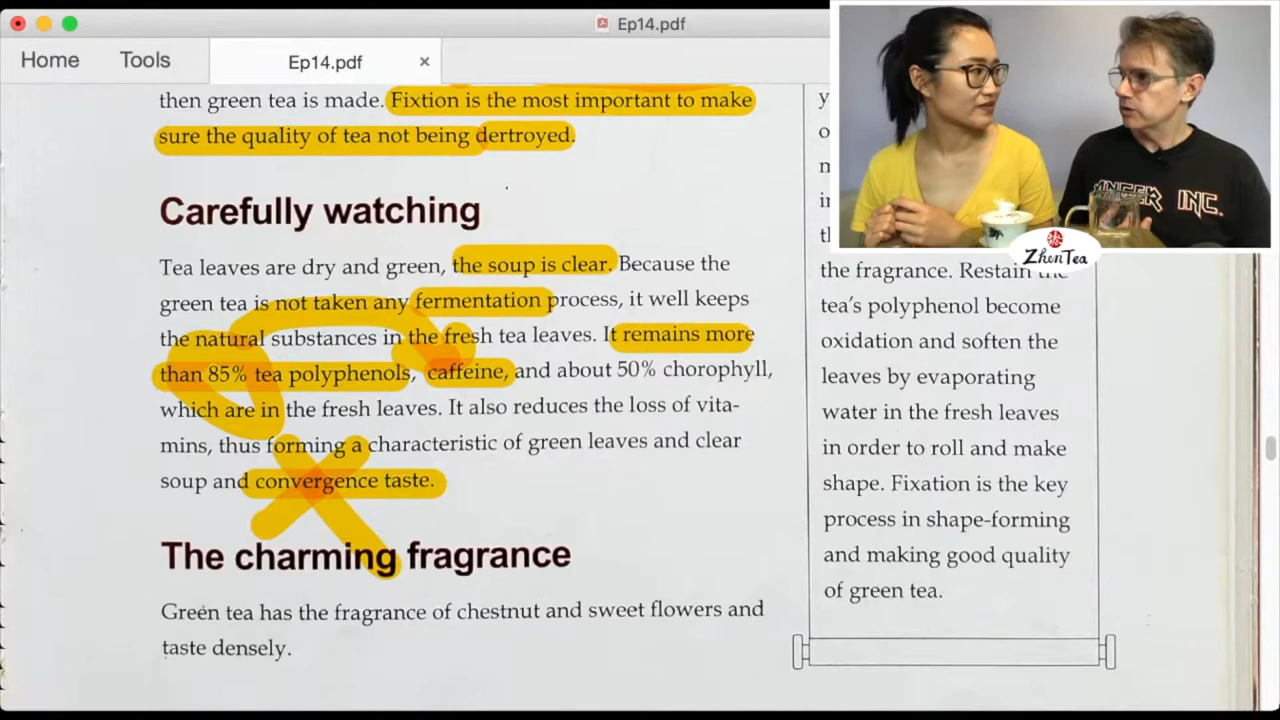 Ep14.pdf
Home
Tools
Ep14.pdf
×
then green tea is made. Fixtion is the most important to make
sure the quality of tea not being dertroyed.
Carefully watching
Tea leaves are dry and green, the soup is clear. Because the
green tea is not taken any fermentation process, it well keeps
the natural substances in the fresh tea leaves. It remains more
than 85% tea polyphenols, caffeine, and about 50% chorophyll,
which are in the fresh leaves. It also reduces the loss of vita-
mins, thus forming a characteristic of green leaves and clear
soup and convergence taste.
The charming fragrance
Green tea has the fragrance of chestnut and sweet flowers and
taste densely.
the fragrance. Restain the
tea's polyphenol become
oxidation and soften the
leaves by evaporating
water in the fresh leaves
in order to roll and make
shape. Fixation is the key
process in shape-forming
and making good quality
of green tea.
INC.
ZhenTea